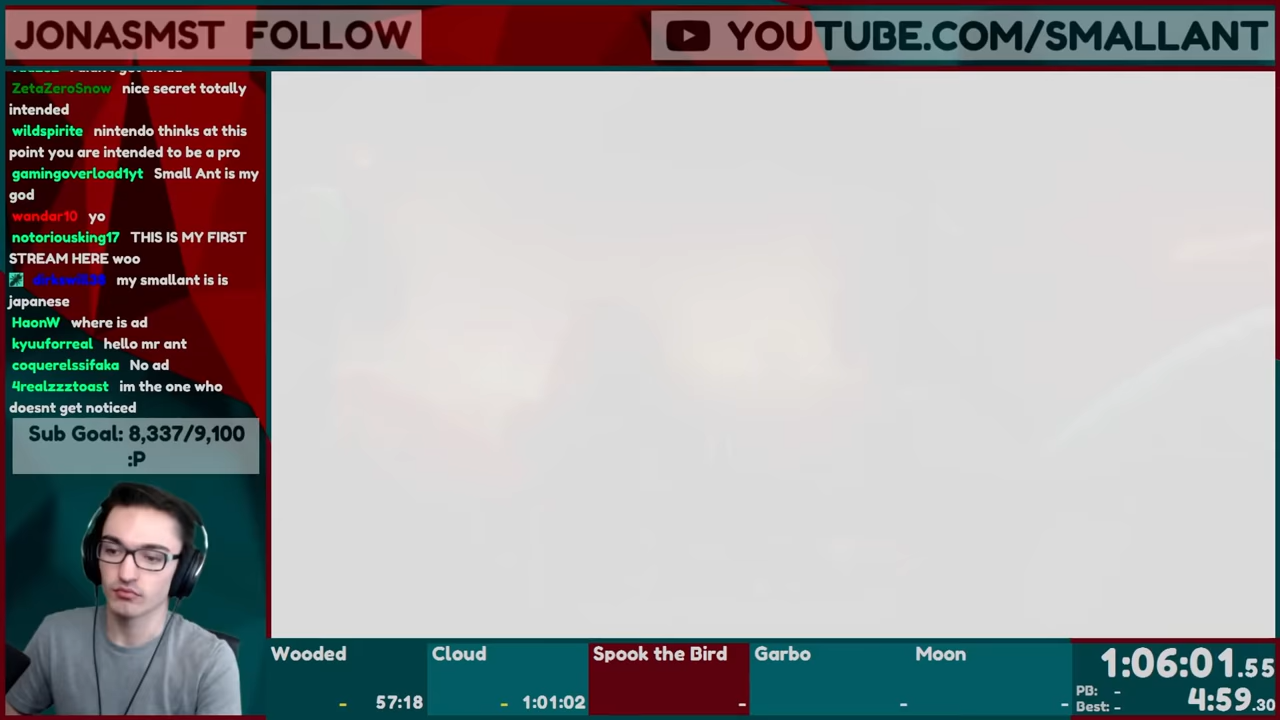 JONASMST FOLLOW
YOUTUBE.COM/SMALLANT
ZetaZeroSnow nice secret totally
intended
wildspirite nintendo thinks at this
point you are intended to be a pro
gamingoverload1yt Small Ant is my
god
wandar10 yo
notoriousking17 THIS IS MY FIRST
STREAM HERE woo
my smallant is is
japanese
HaonW where is ad
kyuuforreal hello mr ant
coquerelssifaka No ad
4realzzztoast im the one who
doesnt get noticed
Sub Goal: 8,337/9,100
:P
Wooded
- 57:18
Cloud
- 1:01:02
Spook the Bird
-
Garbo
-
Moon
-
1:06:01.55
PB: -
Best: -
4:59.30